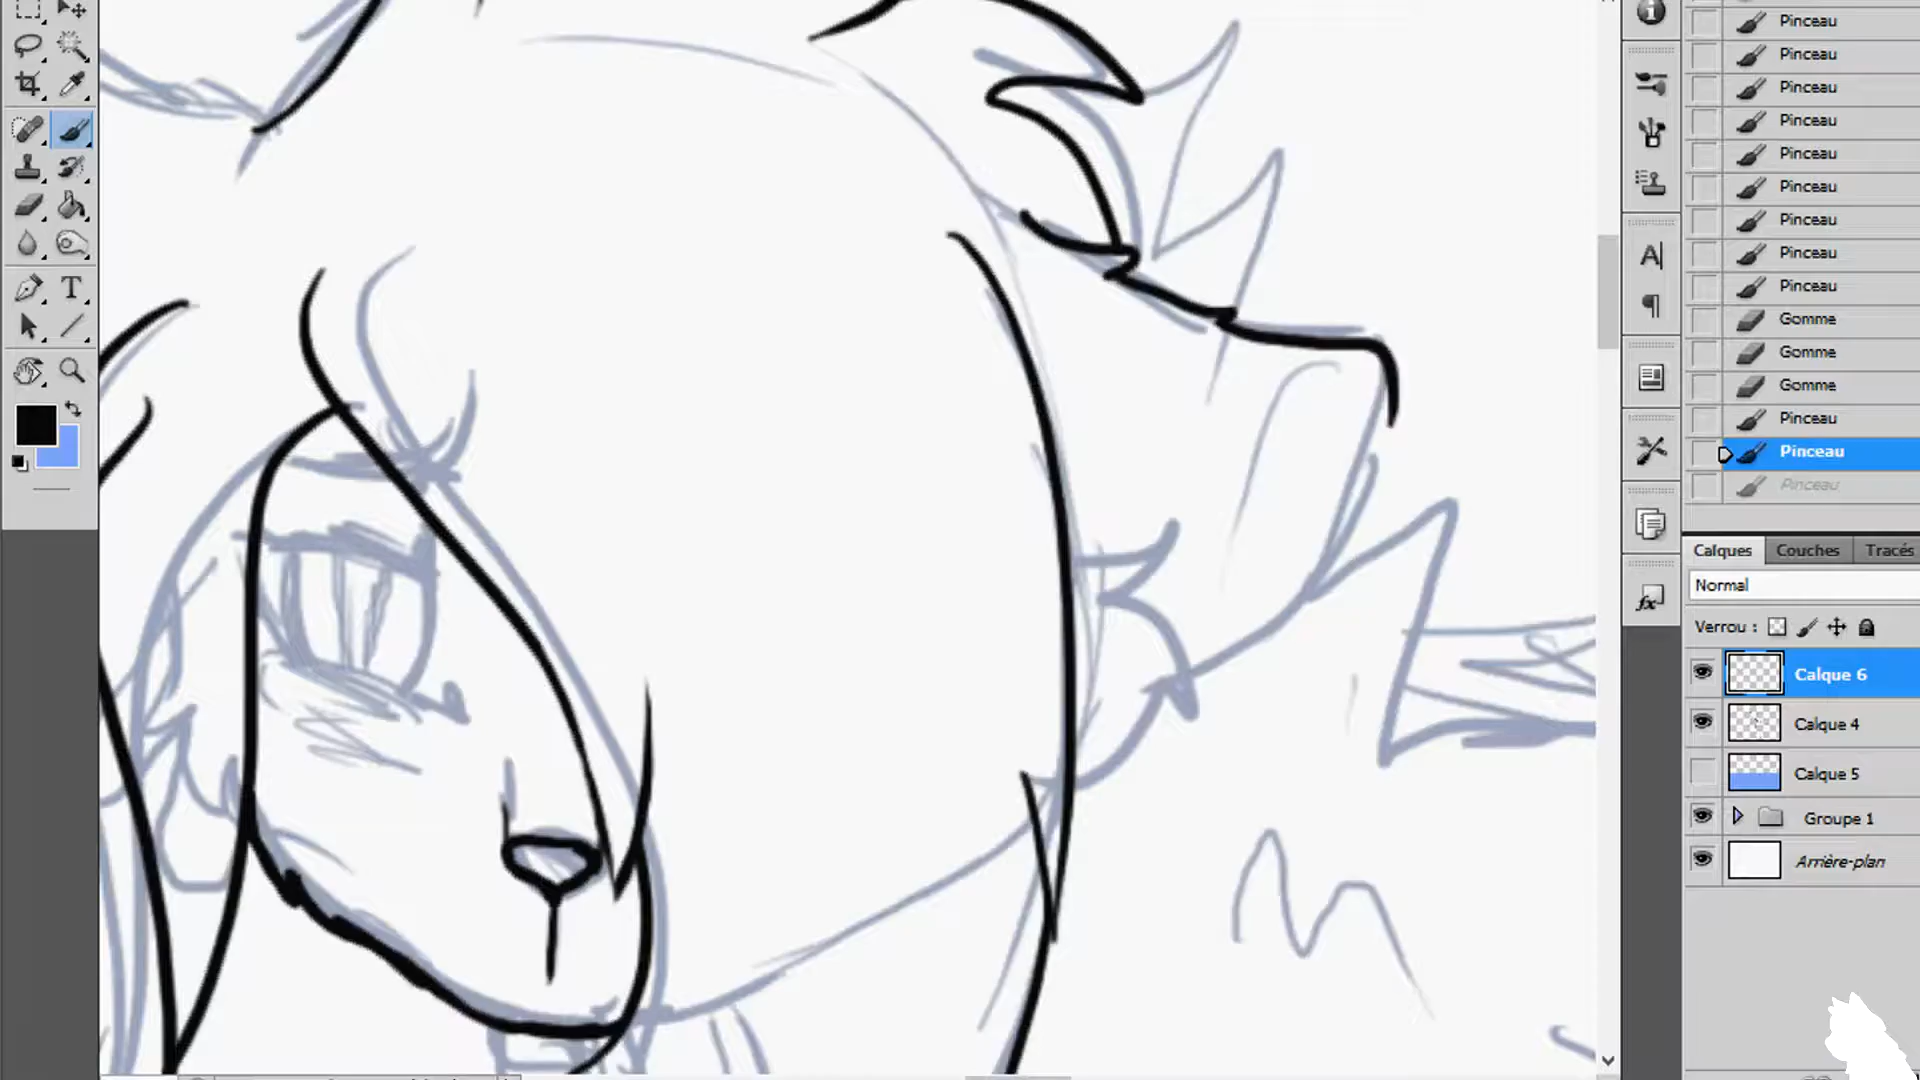 Pinceau
Pinceau
Pinceau
Pinceau
Pinceau
Pinceau
Pinceau
Pinceau
Pinceau
Gomme
Gomme
Gomme
Pinceau
Pinceau
Pinceau
Calques Couches Tracés
Normal
Verrou :
Calque 6
Calque 4
Calque 5
Groupe 1
Arrière-plan